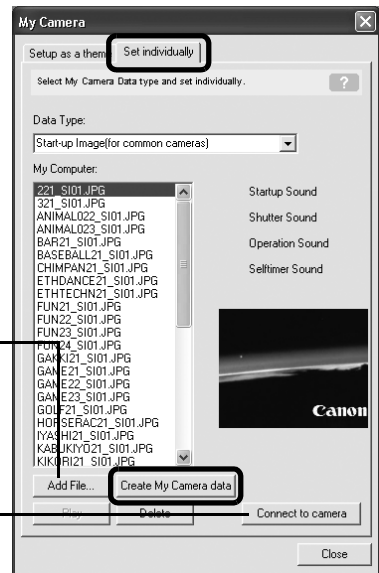 My Camera
Setup as a them
Set individually
Select My Camera Data type and set individually.
?
Data Type:
Start-up Image(for common cameras)
My Computer:
221_SI01.JPG
321_SI01.JPG
ANIMAL022_SI01.JPG
ANIMAL023_SI01.JPG
BAR21_SI01.JPG
BASEBALL21_SI01.JPG
CHIMPAN21_SI01.JPG
ETHDANCE21_SI01.JPG
ETHTECHN21_SI01.JPG
FUN21_SI01.JPG
FUN22_SI01.JPG
FUN23_SI01.JPG
FUN24_SI01.JPG
GAKKI21_SI01.JPG
GAME21_SI01.JPG
GAME22_SI01.JPG
GAME23_SI01.JPG
GOLF21_SI01.JPG
HORSERAC21_SI01.JPG
IYASHI21_SI01.JPG
KABUKIYO21_SI01.JPG
KIKORI21_SI01.JPG
Startup Sound
Shutter Sound
Operation Sound
Selftimer Sound
Canon
Add File...
Create My Camera data
Play
Delete
Connect to camera
Close